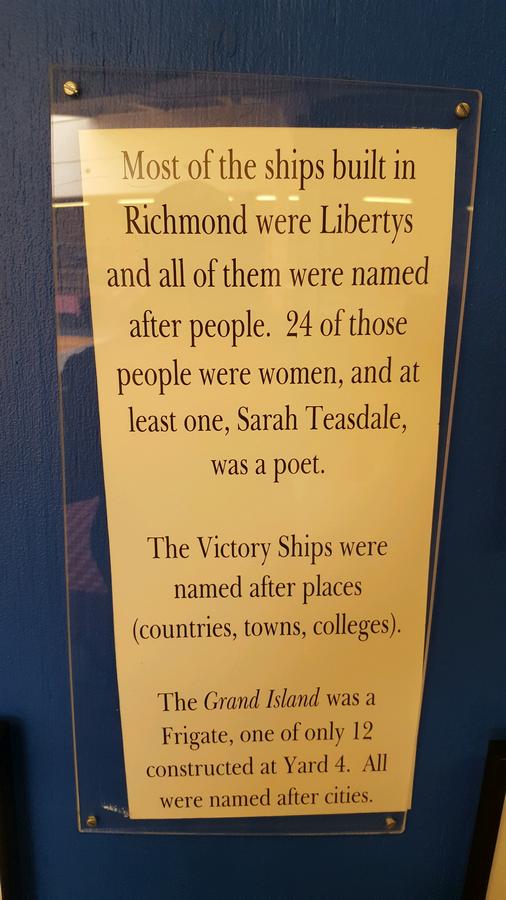 Most of the ships built in
Richmond were Libertys
and all of them were named
after people. 24 of those
people were women, and at
least one, Sarah Teasdale,
was a poet.
The Victory Ships were
named after places
(countries, towns, colleges).
The Grand Island was a
Frigate, one of only 12
constructed at Yard 4. All
were named after cities.